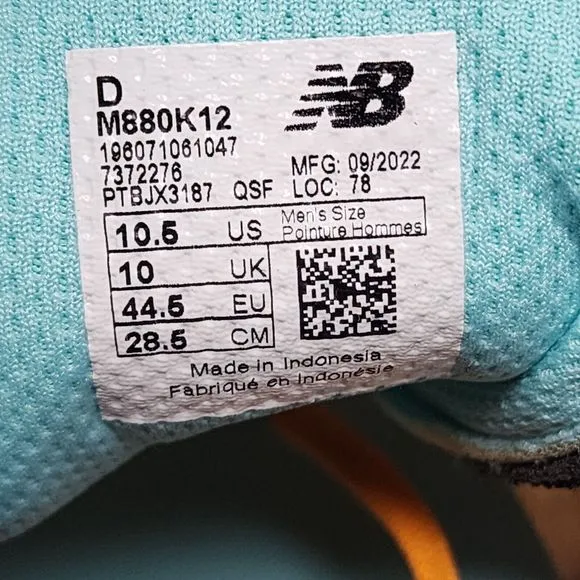 D
NB
M880K12
196071061047
7372276
MFG: 09/2022
PTBJX3187 QSF LOC: 78
10.5 US
Men's Size
Pointure Hommes
10 UK
44.5 EU
28.5 CM
Made in Indonesia
Fabriqué en Indonésie